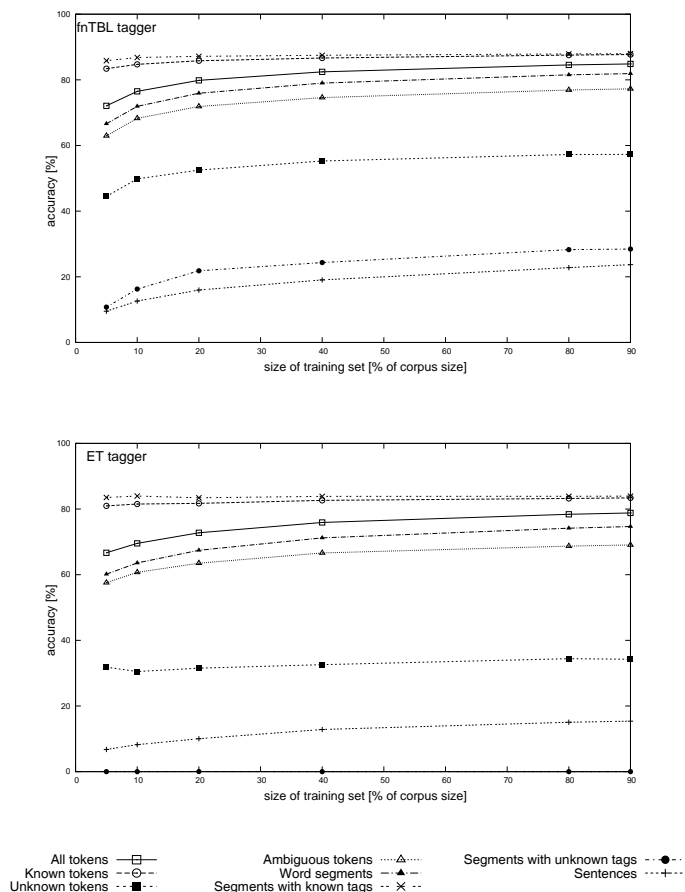 fnTBL tagger
100
80
60
40
20
0
accuracy [%]
0 10 20 30 40 50 60 70 80 90
size of training set [% of corpus size]
ET tagger
100
80
60
40
20
0
accuracy [%]
0 10 20 30 40 50 60 70 80 90
size of training set [% of corpus size]
All tokens Ambiguous tokens Segments with unknown tags
Known tokens Word segments Sentences
Unknown tokens Segments with known tags